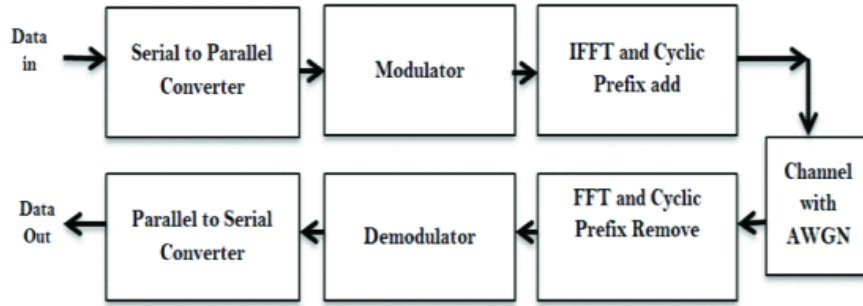 Data
in
Serial to Parallel
Converter
Modulator
IFFT and Cyclic
Prefix add
Channel
with
AWGN
FFT and Cyclic
Prefix Remove
Demodulator
Parallel to Serial
Converter
Data
Out